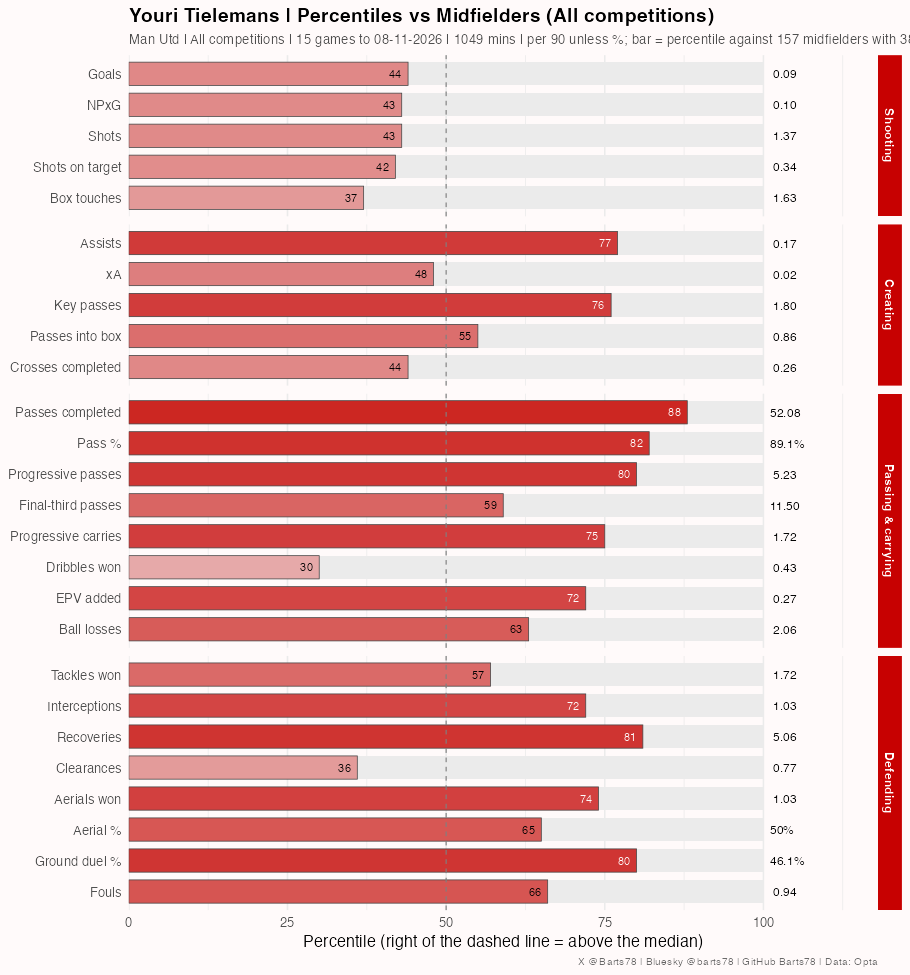 Youri Tielemans | Percentiles vs Midfielders (All competitions)
Man Utd | All competitions | 15 games to 08-11-2026 | 1049 mins | per 90 unless %; bar = percentile against 157 midfielders with 38
Goals 44 0.09
NPxG 43 0.10
Shots 43 1.37
Shots on target 42 0.34
Box touches 37 1.63
Shooting
Assists 77 0.17
xA 48 0.02
Key passes 76 1.80
Passes into box 55 0.86
Crosses completed 44 0.26
Creating
Passes completed 88 52.08
Pass % 82 89.1%
Progressive passes 80 5.23
Final-third passes 59 11.50
Progressive carries 75 1.72
Dribbles won 30 0.43
EPV added 72 0.27
Ball losses 63 2.06
Passing & carrying
Tackles won 57 1.72
Interceptions 72 1.03
Recoveries 81 5.06
Clearances 36 0.77
Aerials won 74 1.03
Aerial % 65 50%
Ground duel % 80 46.1%
Fouls 66 0.94
Defending
0 25 50 75 100
Percentile (right of the dashed line = above the median)
X @Barts78 | Bluesky @barts78 | GitHub Barts78 | Data: Opta